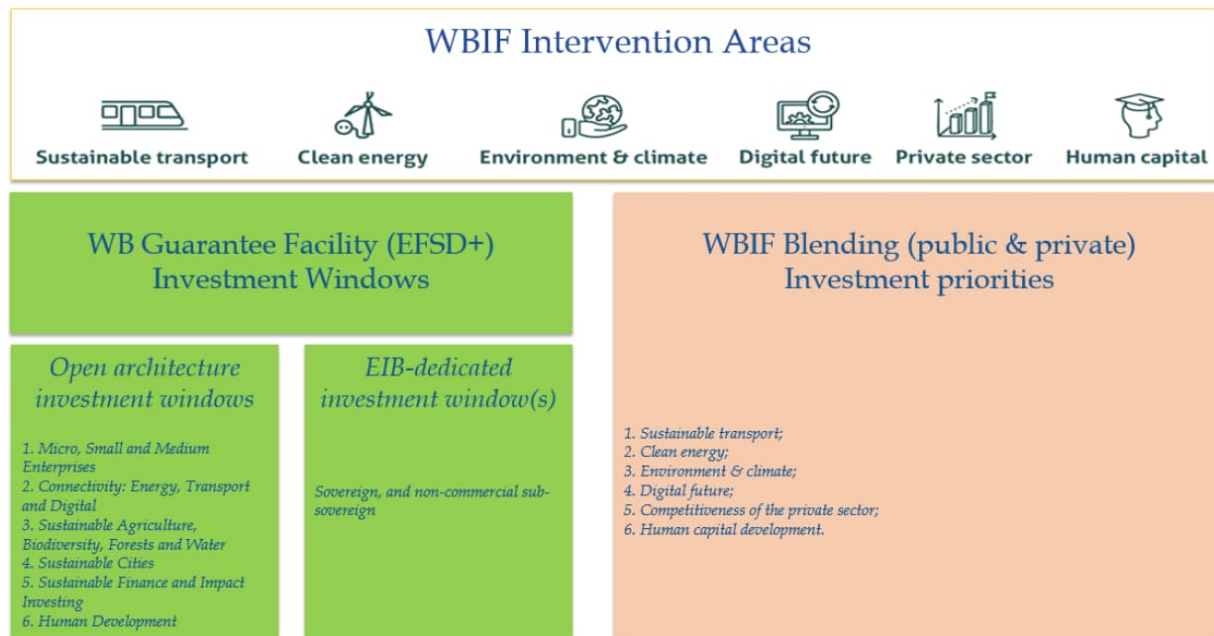 WBIF Intervention Areas
Sustainable transport
Clean energy
Environment & climate
Digital future
Private sector
Human capital
WB Guarantee Facility (EFSD+)
Investment Windows
Open architecture
investment windows
1. Micro, Small and Medium
Enterprises
2. Connectivity: Energy, Transport
and Digital
3. Sustainable Agriculture,
Biodiversity, Forests and Water
4. Sustainable Cities
5. Sustainable Finance and Impact
Investing
6. Human Development
EIB-dedicated
investment window(s)
Sovereign, and non-commercial sub-
sovereign
WBIF Blending (public & private)
Investment priorities
1. Sustainable transport;
2. Clean energy;
3. Environment & climate;
4. Digital future;
5. Competitiveness of the private sector;
6. Human capital development.